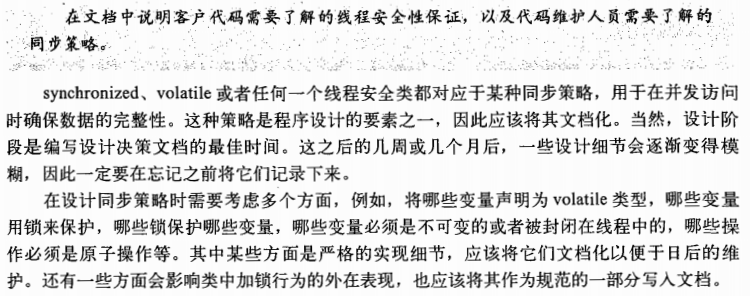 在文档中说明客户代码需要了解的线程安全性保证，以及代码维护人员需要了解的
同步策略。
synchronized、volatile 或者任何一个线程安全类都对应于某种同步策略，用于在并发访问
时确保数据的完整性。这种策略是程序设计的要素之一，因此应该将其文档化。当然，设计阶
段是编写设计决策文档的最佳时间。这之后的几周或几个月后，一些设计细节会逐渐变得模
糊，因此一定要在忘记之前将它们记录下来。
在设计同步策略时需要考虑多个方面，例如，将哪些变量声明为 volatile 类型，哪些变量
用锁来保护，哪些锁保护哪些变量，哪些变量必须是不可变的或者被封闭在线程中的，哪些操
作必须是原子操作等。其中某些方面是严格的实现细节，应该将它们文档化以便于日后的维
护。还有一些方面会影响类中加锁行为的外在表现，也应该将其作为规范的一部分写入文档。